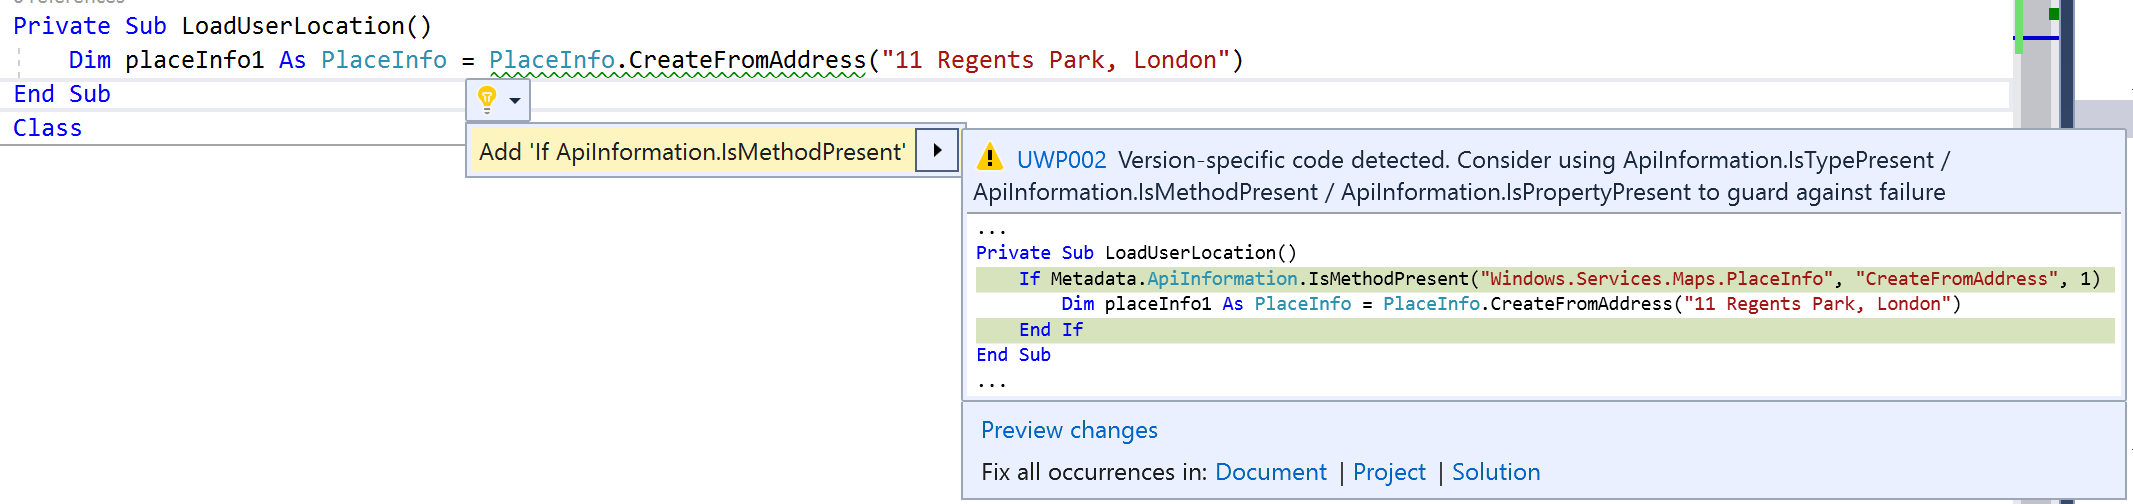 Private Sub LoadUserLocation()
Dim placeInfo1 As PlaceInfo = PlaceInfo.CreateFromAddress("11 Regents Park, London")
End Sub
Class
Add 'If ApiInformation.IsMethodPresent'
UWP002 Version-specific code detected. Consider using ApiInformation.IsTypePresent /
ApiInformation.IsMethodPresent / ApiInformation.IsPropertyPresent to guard against failure
...
Private Sub LoadUserLocation()
If Metadata.ApiInformation.IsMethodPresent("Windows.Services.Maps.PlaceInfo", "CreateFromAddress", 1)
Dim placeInfo1 As PlaceInfo = PlaceInfo.CreateFromAddress("11 Regents Park, London")
End If
End Sub
...
Preview changes
Fix all occurrences in: Document | Project | Solution